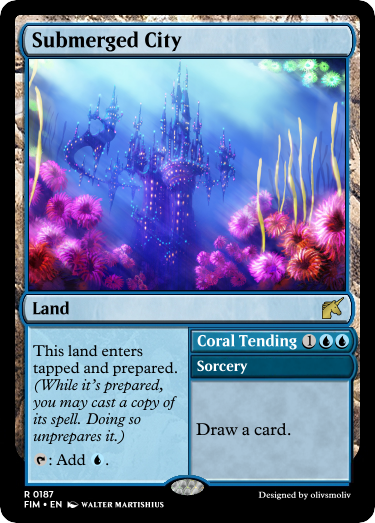 Submerged City
Land
This land enters
tapped and prepared.
(While it's prepared,
you may cast a copy of
its spell. Doing so
unprepares it.)
: Add .
Coral Tending 1
Sorcery
Draw a card.
R 0187
FIM • EN WALTER MARTISHIUS
Designed by olivsmoliv